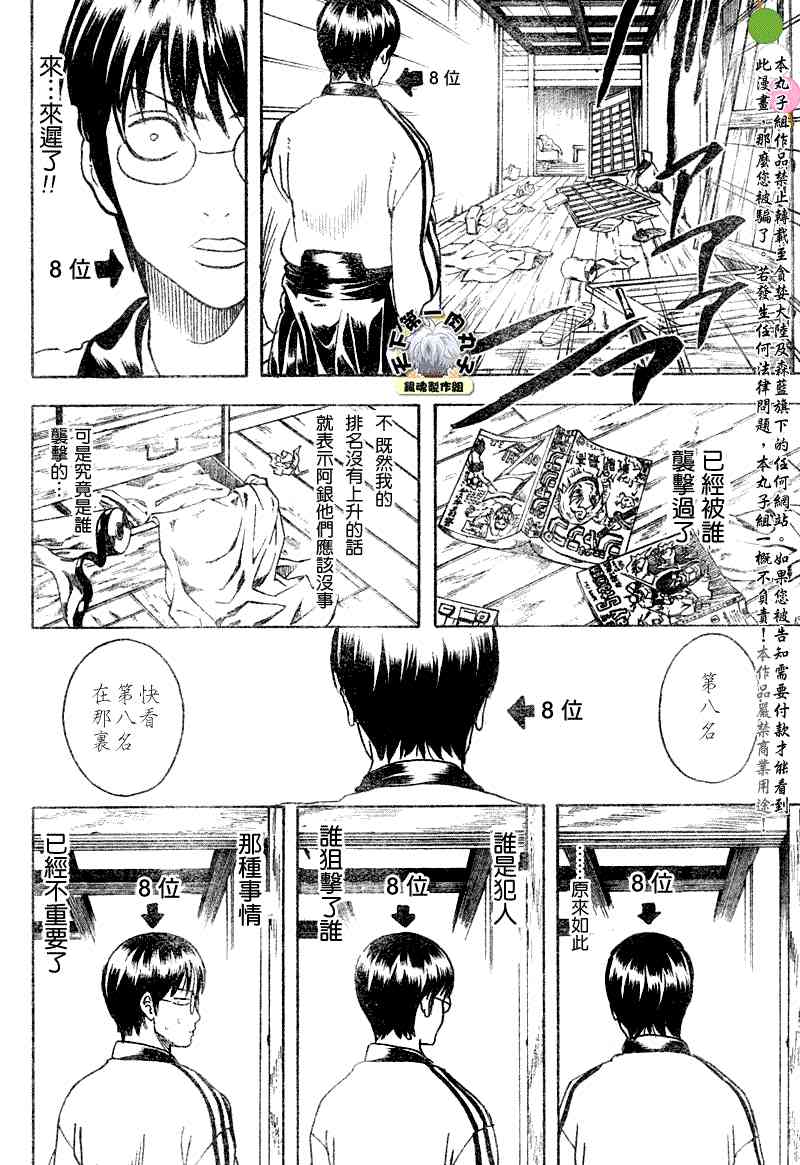 8位
來…來遲了!!
8位
已經被誰
襲擊過了
不 既然我的
排名沒有上升的話
就表示阿銀他們應該沒事
可是究竟是誰
襲擊的…
第八名
8位
快看
第八名
在那裏
……原來如此
8位
誰是犯人
誰狙擊了誰
8位
那種事情
已經不重要了
8位
天下第一肉丸子
銀魂製作組
本丸子組作品禁止轉載至貪婪大陸及森藍旗下的任何網站。如果您被告知需要付款才能看到
此漫畫，那麼您被騙了。若發生任何法律問題，本丸子組一概不負責！本作品嚴禁商業用途！